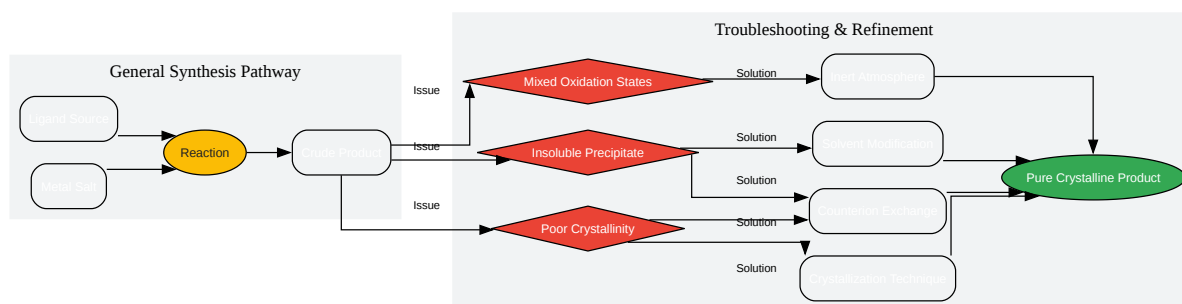 General Synthesis Pathway
Ligand Source
Metal Salt
Reaction
Crude Product
Troubleshooting & Refinement
Issue
Issue
Issue
Mixed Oxidation States
Insoluble Precipitate
Poor Crystallinity
Solution
Solution
Solution
Solution
Solution
Inert Atmosphere
Solvent Modification
Counterion Exchange
Crystallization Technique
Pure Crystalline Product